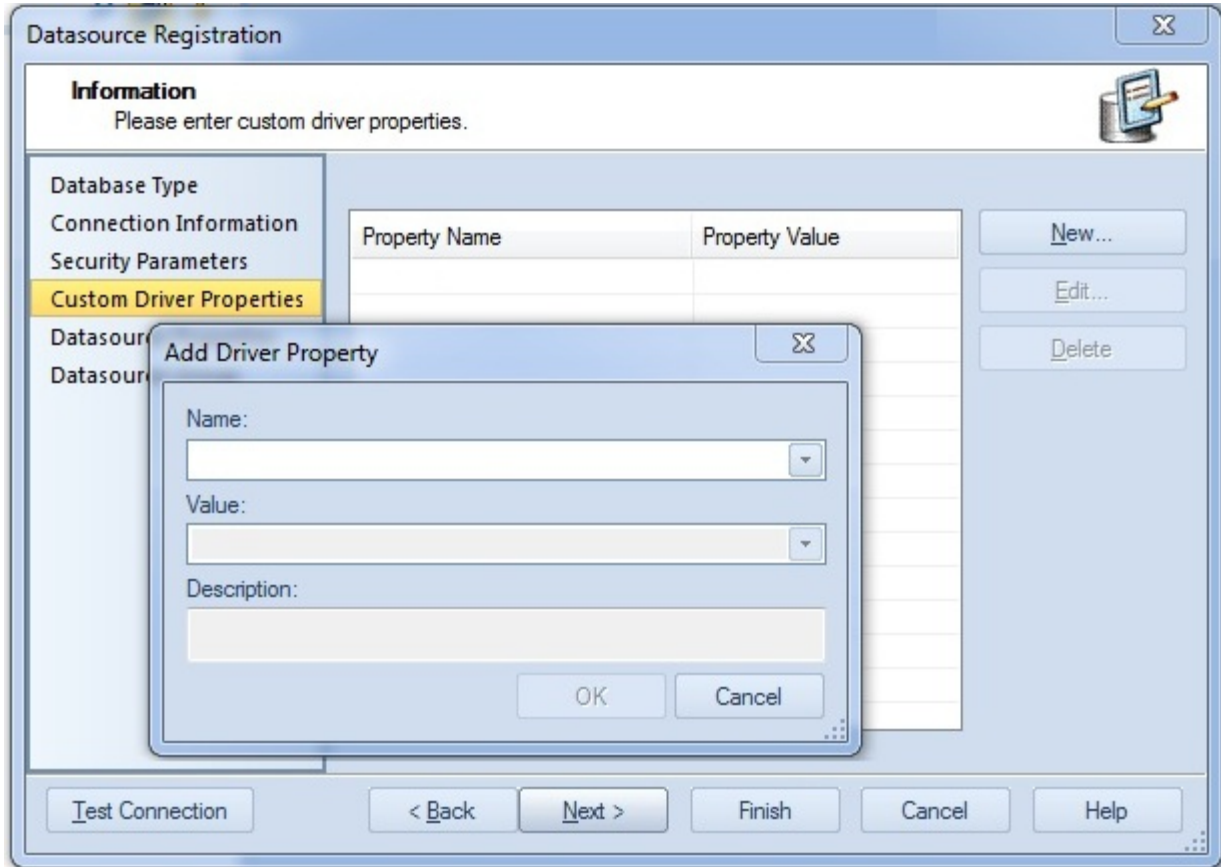 Datasource Registration
Information
Please enter custom driver properties.
Database Type
Connection Information
Security Parameters
Custom Driver Properties
Datasour
Datasour
Property Name Property Value
New...
Edit...
Delete
Add Driver Property
Name:
Value:
Description:
OK Cancel
Test Connection < Back Next > Finish Cancel Help